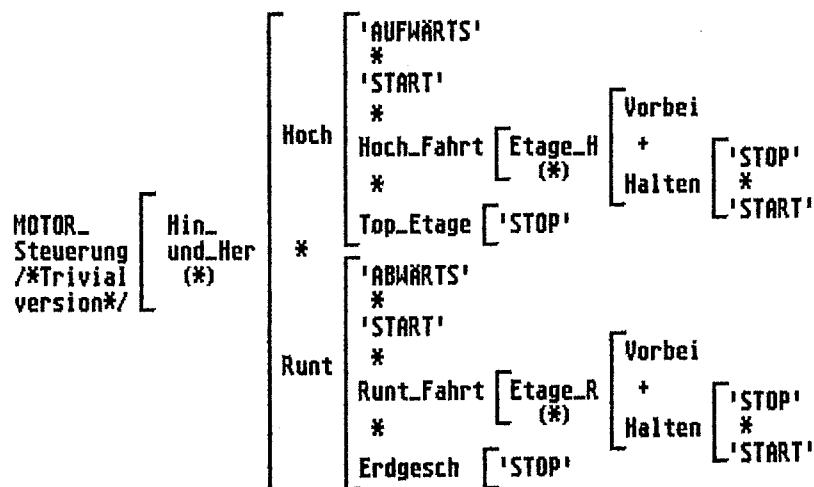 'AUFWÄRTS'
*
'START'
*
Hoch
Vorbei
Hoch_Fahrt
Etage_H
+
*
(*)
Halten
'STOP'
*
'START'
Top_Etage
'STOP'
MOTOR_
Steuerung
/*Trivial
version*/
Hin_
und_Her
(*)
*
'ABWÄRTS'
*
'START'
*
Runt
Vorbei
Runt_Fahrt
Etage_R
+
*
(*)
Halten
'STOP'
*
'START'
Erdgesch
'STOP'